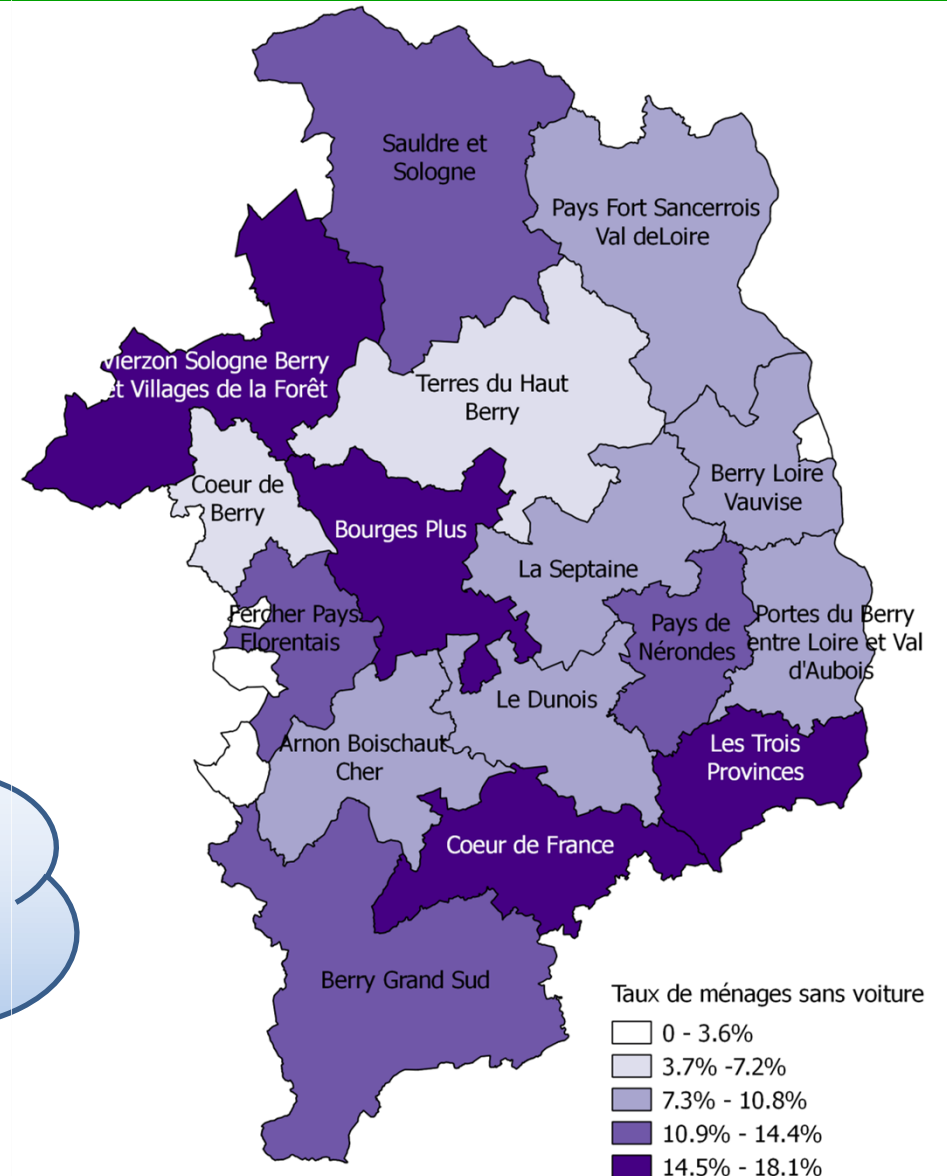 Sauldre et
Sologne
Pays Fort Sancerrois
Val deLoire
Vierzon Sologne Berry
et Villages de la Forêt
Terres du Haut
Berry
Coeur de
Berry
Berry Loire
Vauvise
Bourges Plus
La Septaine
Fercher Pays
Florentais
Pays de
Nérondes
Portes du Berry
entre Loire et Val
d'Aubois
Le Dunois
Arnon Boischaut
Cher
Les Trois
Provinces
Coeur de France
Berry Grand Sud
Taux de ménages sans voiture
0 - 3.6%
3.7% -7.2%
7.3% - 10.8%
10.9% - 14.4%
14.5% - 18.1%